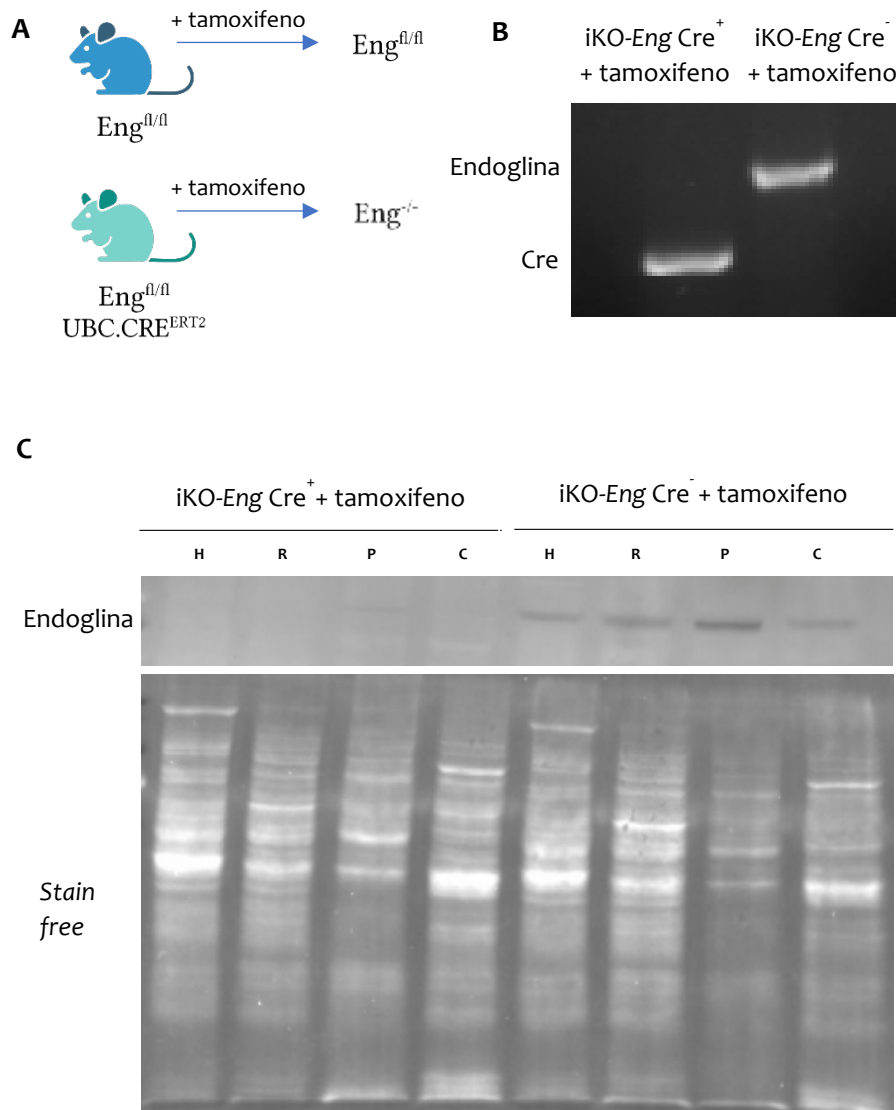 A
+ tamoxifeno
Eng^fl/fl
Eng^fl/fl
+ tamoxifeno
Eng^-/-
Eng^fl/fl
UBC.CRE^ERT2
B
iKO-Eng Cre^+ iKO-Eng Cre^-
+ tamoxifeno + tamoxifeno
Endoglina
Cre
C
iKO-Eng Cre^+ + tamoxifeno iKO-Eng Cre^- + tamoxifeno
H R P C H R P C
Endoglina
Stain
free